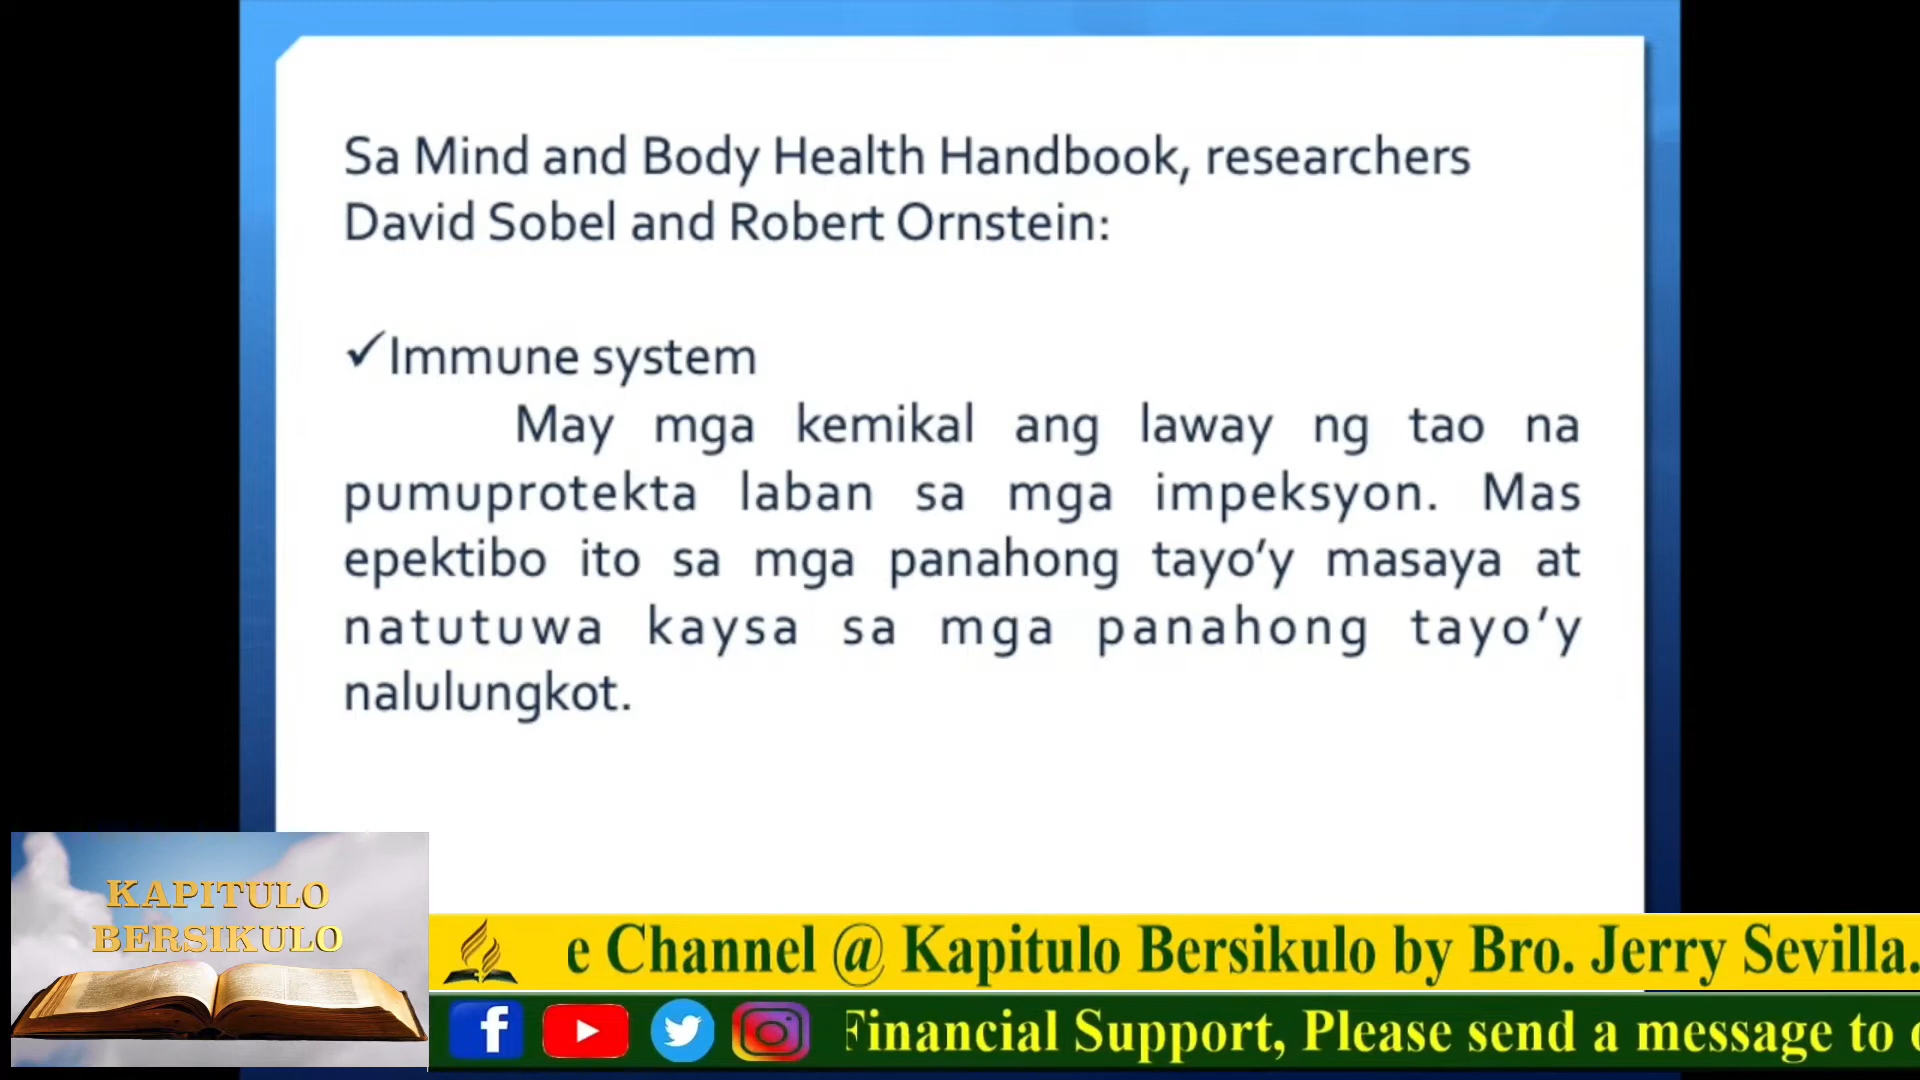 Sa Mind and Body Health Handbook, researchers
David Sobel and Robert Ornstein:
✓Immune system
May mga kemikal ang laway ng tao na
pumuprotekta laban sa mga impeksyon. Mas
epektibo ito sa mga panahong tayo’y masaya at
natutuwa kaysa sa mga panahong tayo’y
nalulungkot.
KAPITULO
BERSIKULO
e Channel @ Kapitulo Bersikulo by Bro. Jerry Sevilla.
Financial Support, Please send a message to